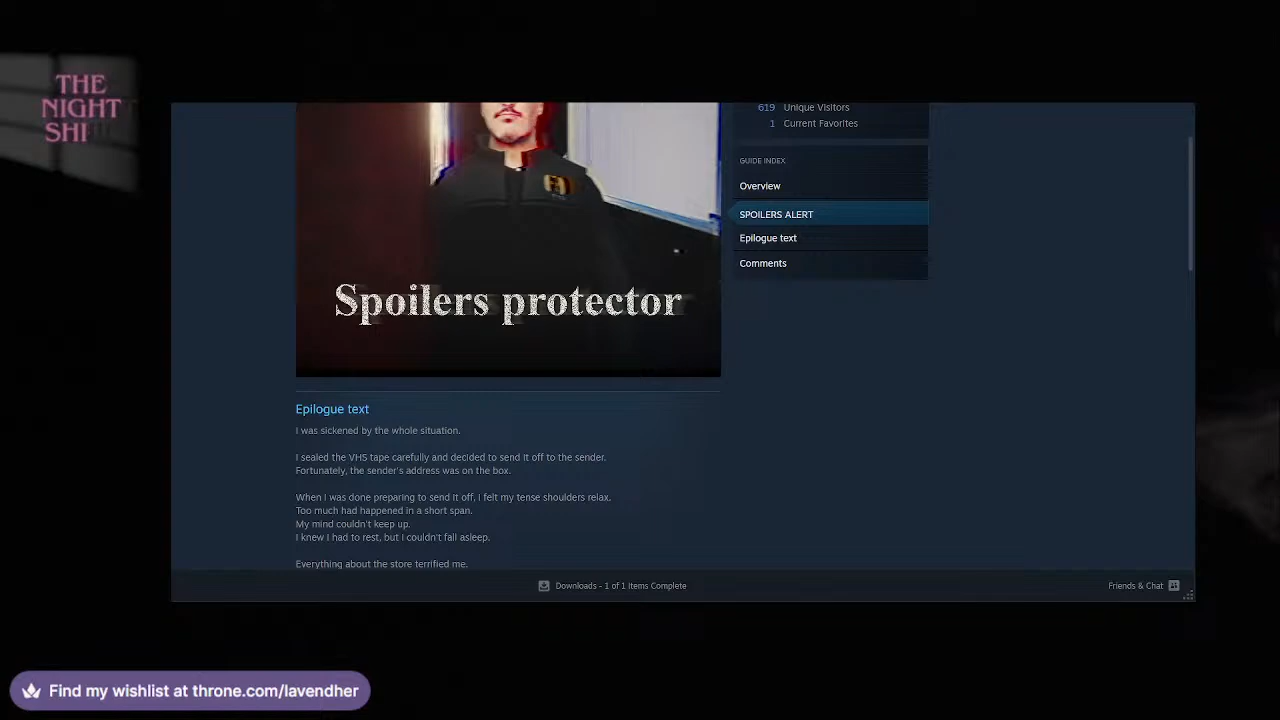 THE
NIGHT
SHI
619 Unique Visitors
1 Current Favorites
GUIDE INDEX
Overview
SPOILERS ALERT
Epilogue text
Comments
Spoilers protector
Epilogue text
I was sickened by the whole situation.
I sealed the VHS tape carefully and decided to send it off to the sender.
Fortunately, the sender's address was on the box.
When I was done preparing to send it off, I felt my tense shoulders relax.
Too much had happened in a short span.
My mind couldn't keep up.
I knew I had to rest, but I couldn't fall asleep.
Everything about the store terrified me.
Downloads - 1 of 1 Items Complete
Friends & Chat
Find my wishlist at throne.com/lavendher